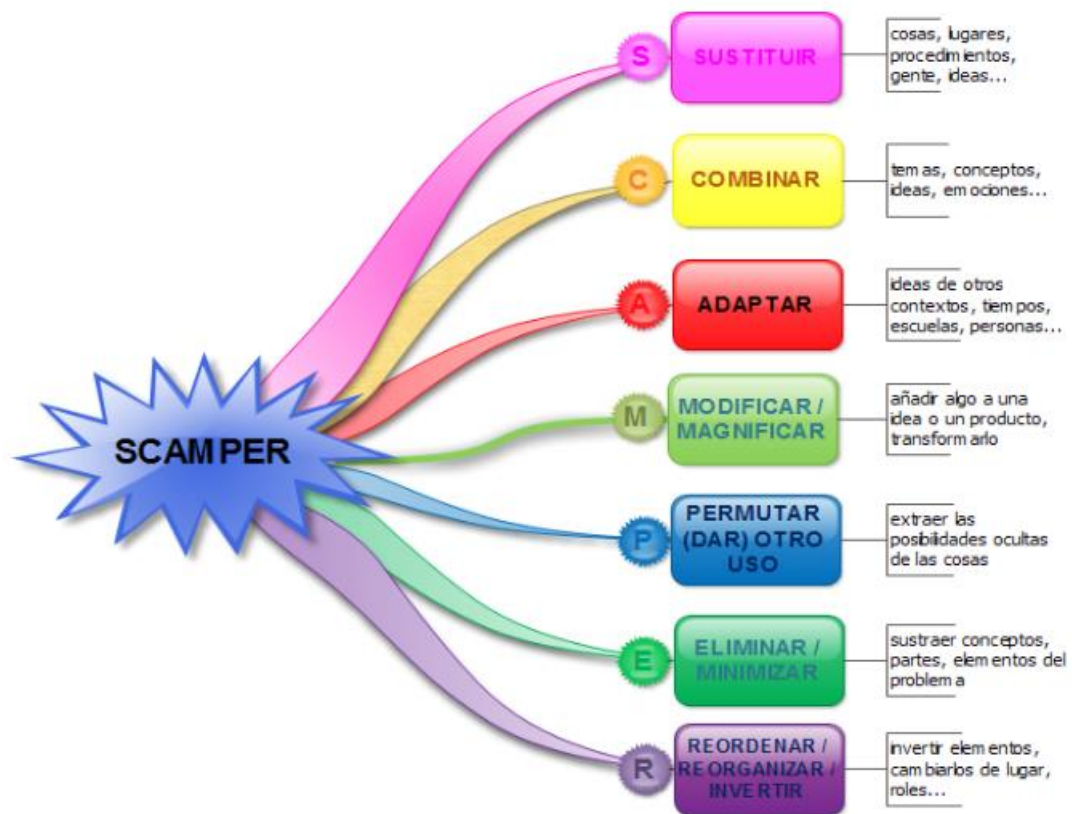 SCAMPER
S
SUSTITUIR
cosas, lugares,
procedimientos,
gente, ideas...
C
COMBINAR
temas, conceptos,
ideas, emociones...
A
ADAPTAR
ideas de otros
contextos, tiempos,
escuelas, personas...
M
MODIFICAR /
MAGNIFICAR
añadir algo a una
idea o un producto,
transformarlo
P
PERMUTAR
(DAR) OTRO
USO
extraer las
posibilidades ocultas
de las cosas
E
ELIMINAR /
MINIMIZAR
sustraer conceptos,
partes, elementos del
problema
R
REORDENAR /
REORGANIZAR /
INVERTIR
invertir elementos,
cambiarlos de lugar,
roles...